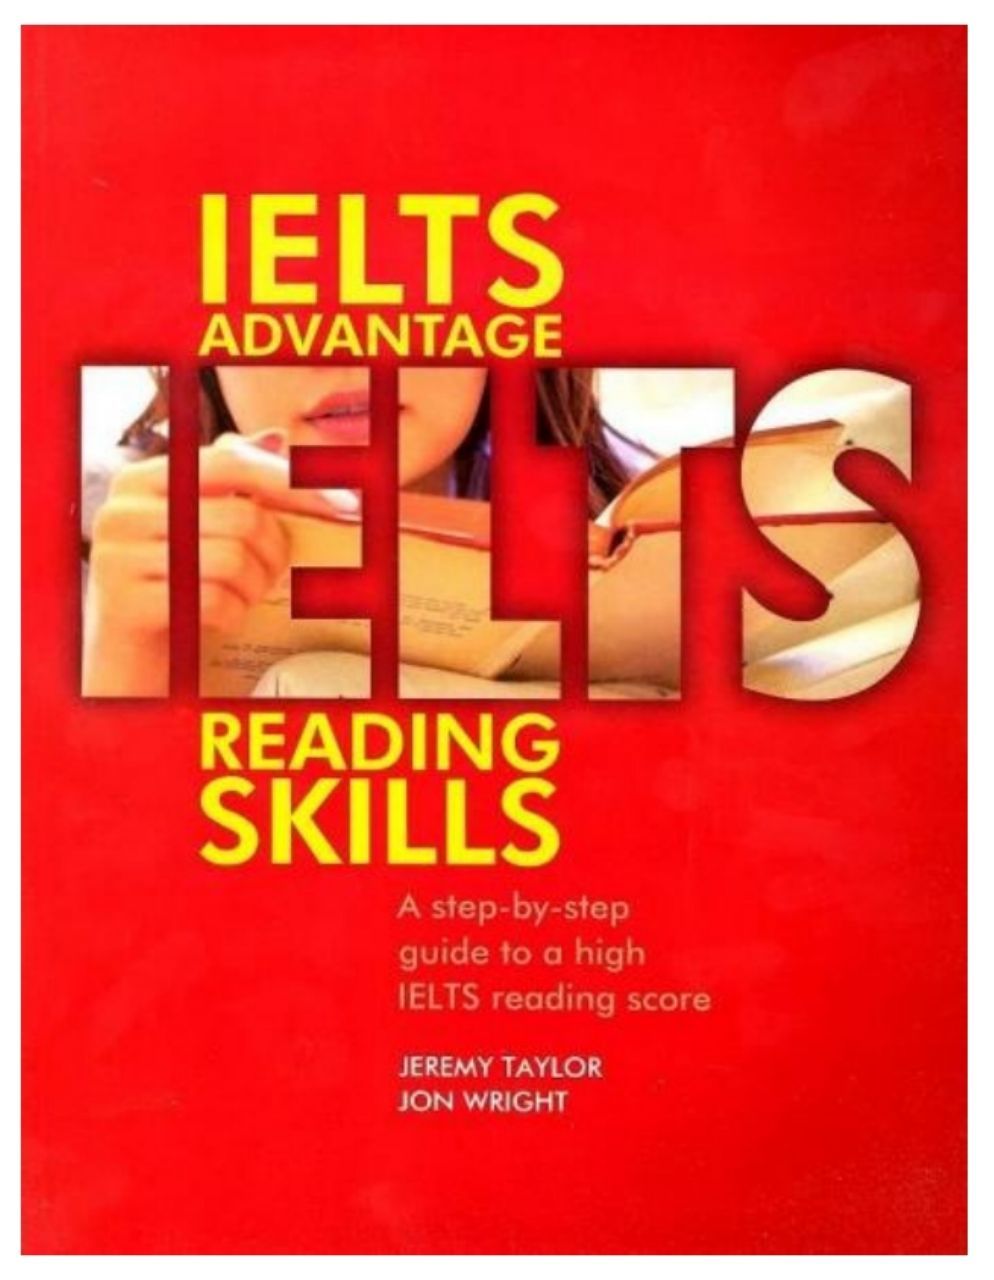 IELTS
ADVANTAGE
IELTS
READING
SKILLS
A step-by-step
guide to a high
IELTS reading score
JEREMY TAYLOR
JON WRIGHT